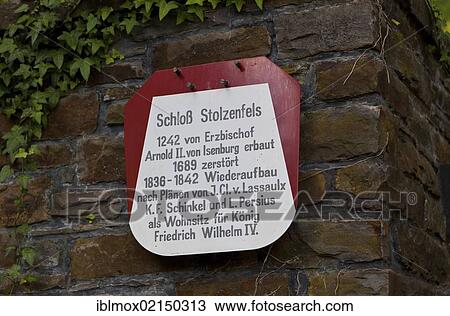 Schloß Stolzenfels
1242 von Erzbischof
Arnold II. von Isenburg erbaut
1689 zerstört
1836-1842 Wiederaufbau
nach Plänen von J. Cl. v. Lassaulx
K. F. Schinkel und L. Persius
als Wohnsitz für König
Friedrich Wilhelm IV.
FOTOSEARCH
iblmox02150313 www.fotosearch.com